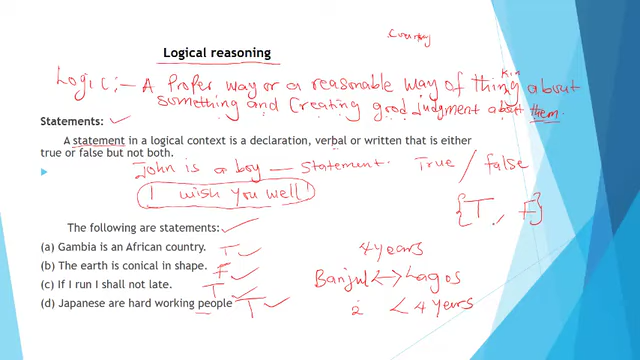 Country
Logical reasoning
Logic:- A Proper way or a reasonable way of thinking about
something and creating good judgment about them.
Statements:
A statement in a logical context is a declaration, verbal or written that is either
true or false but not both.
John is a boy — Statement. True / False
I wish you well
{T, F}
The following are statements:
(a) Gambia is an African country. T
4 years
(b) The earth is conical in shape. F
Banjul <-> Lagos
(c) If I run I shall not late. T
(d) Japanese are hard working people T
< 4 years